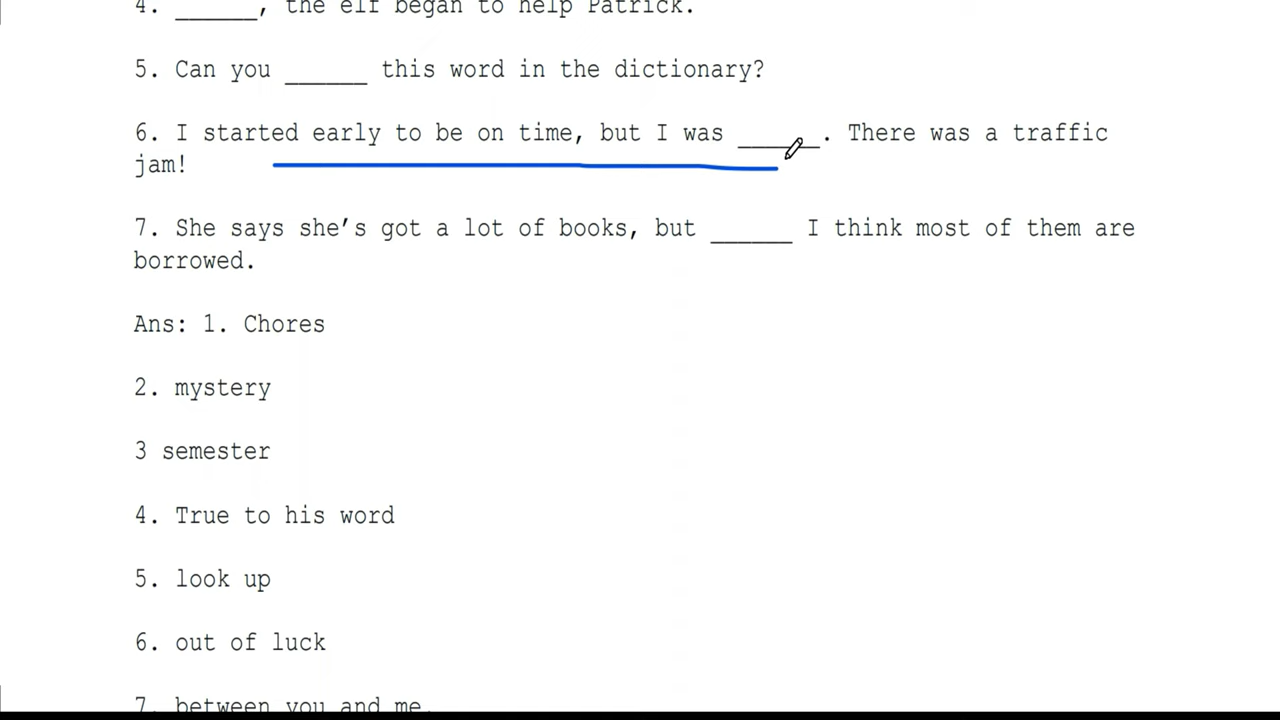 4. ______, the elf began to help Patrick.
5. Can you ______ this word in the dictionary?
6. I started early to be on time, but I was ______. There was a traffic
jam!
7. She says she’s got a lot of books, but ______ I think most of them are
borrowed.
Ans: 1. Chores
2. mystery
3 semester
4. True to his word
5. look up
6. out of luck
7. between you and me.